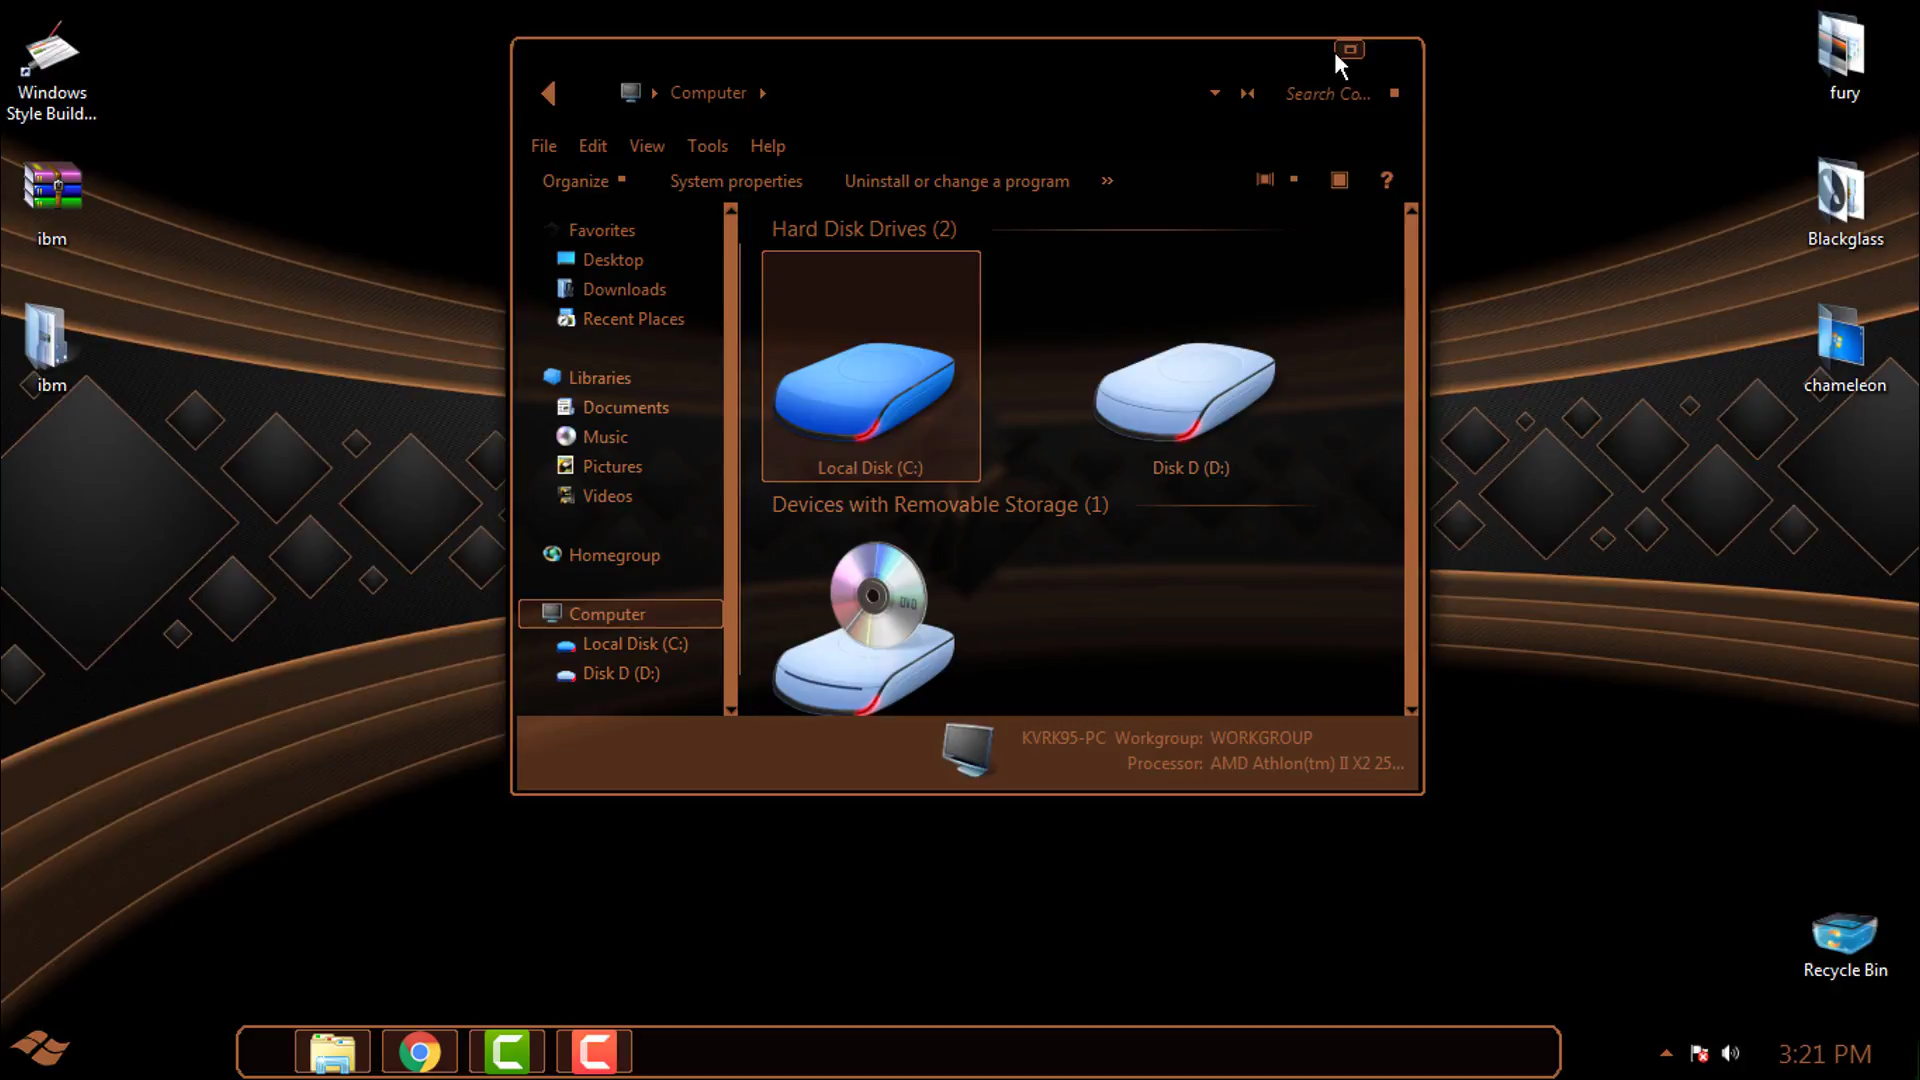 Windows
Style Build...
ibm
ibm
fury
Blackglass
chameleon
Recycle Bin
Computer
Search Co...
File Edit View Tools Help
Organize System properties Uninstall or change a program » ?
Favorites
Desktop
Downloads
Recent Places
Libraries
Documents
Music
Pictures
Videos
Homegroup
Computer
Local Disk (C:)
Disk D (D:)
Hard Disk Drives (2)
Local Disk (C:)
Disk D (D:)
Devices with Removable Storage (1)
DVD
KVRK95-PC Workgroup: WORKGROUP
Processor: AMD Athlon(tm) II X2 25...
3:21 PM